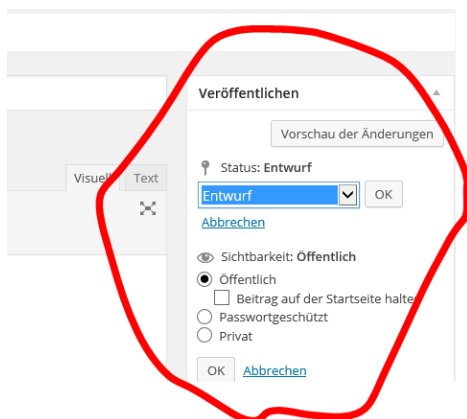 Veröffentlichen
Vorschau der Änderungen
Status: Entwurf
Visuell Text
Entwurf OK
Abbrechen
Sichtbarkeit: Öffentlich
Öffentlich
Beitrag auf der Startseite halten
Passwortgeschützt
Privat
OK Abbrechen